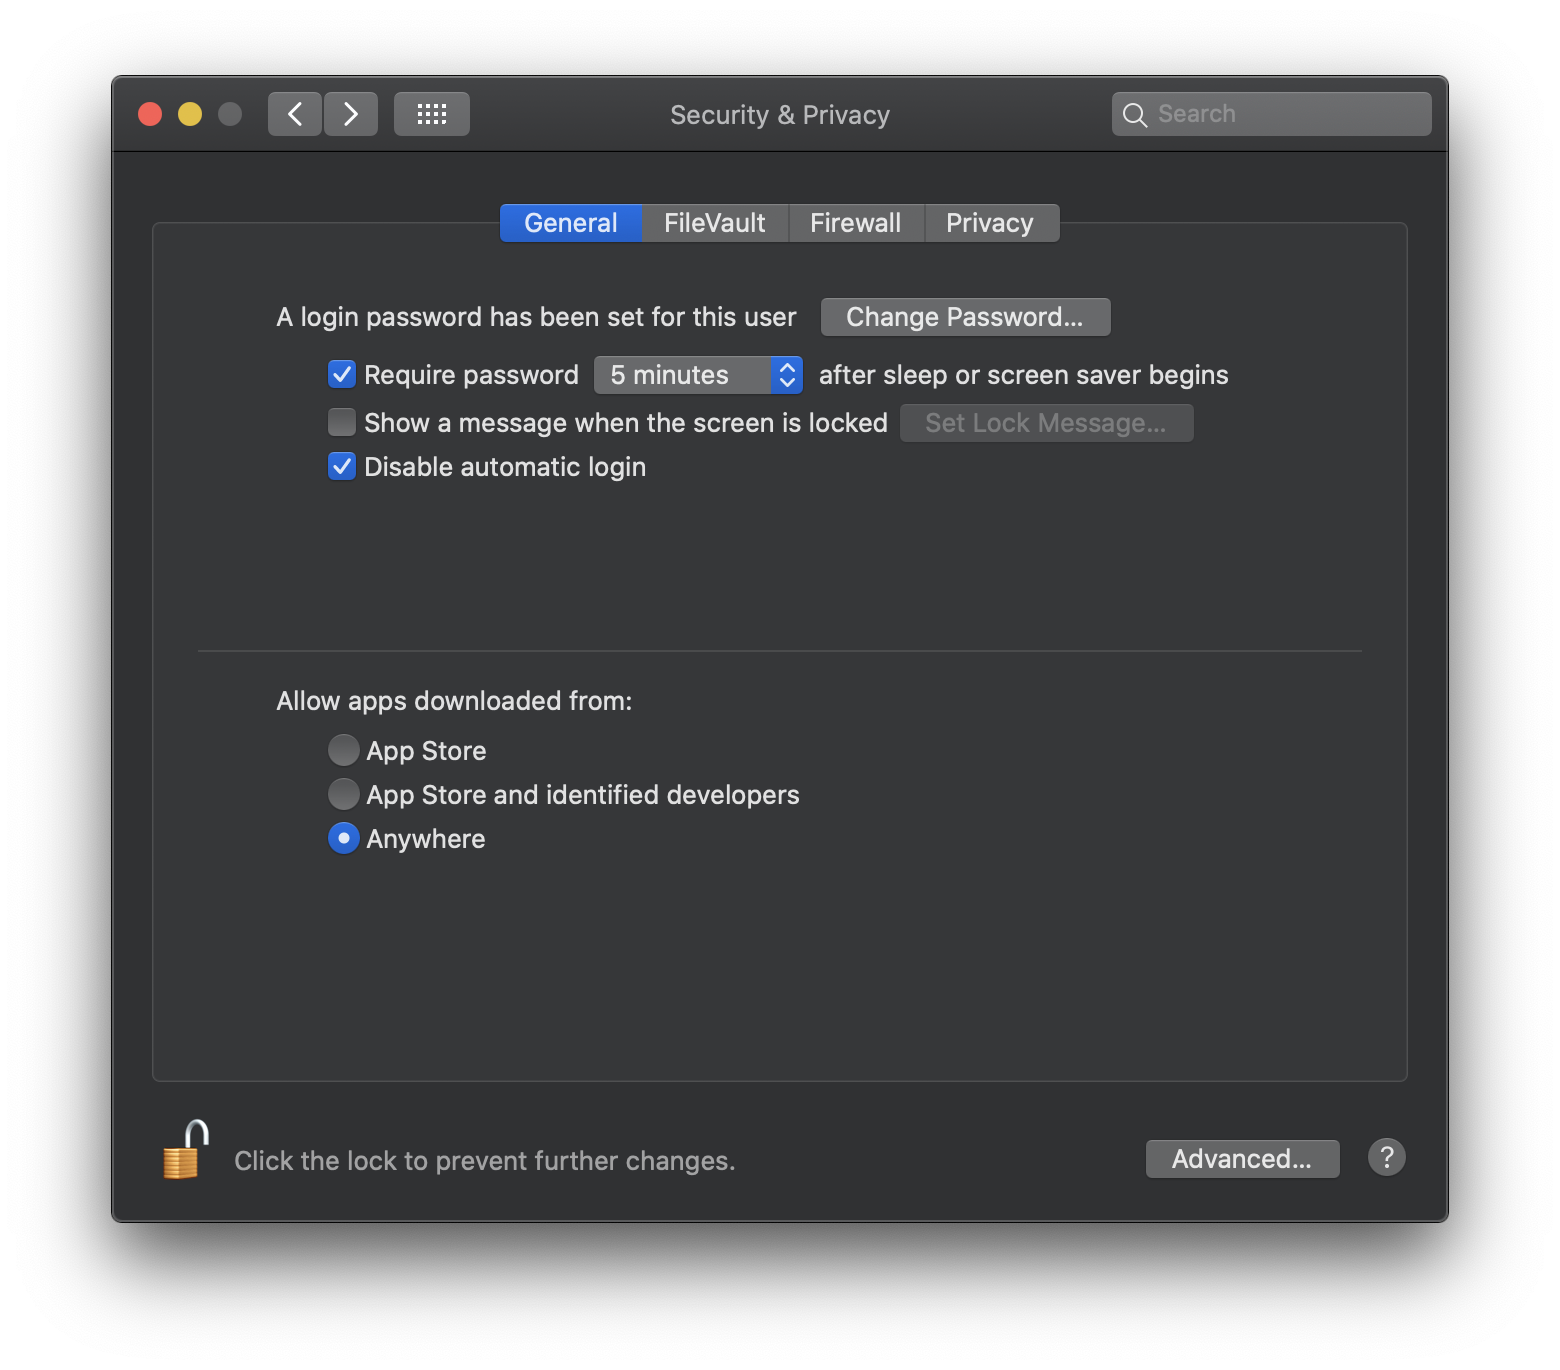 Security & Privacy
Search
General FileVault Firewall Privacy
A login password has been set for this user Change Password...
Require password 5 minutes after sleep or screen saver begins
Show a message when the screen is locked Set Lock Message...
Disable automatic login
Allow apps downloaded from:
App Store
App Store and identified developers
Anywhere
Click the lock to prevent further changes.
Advanced... ?